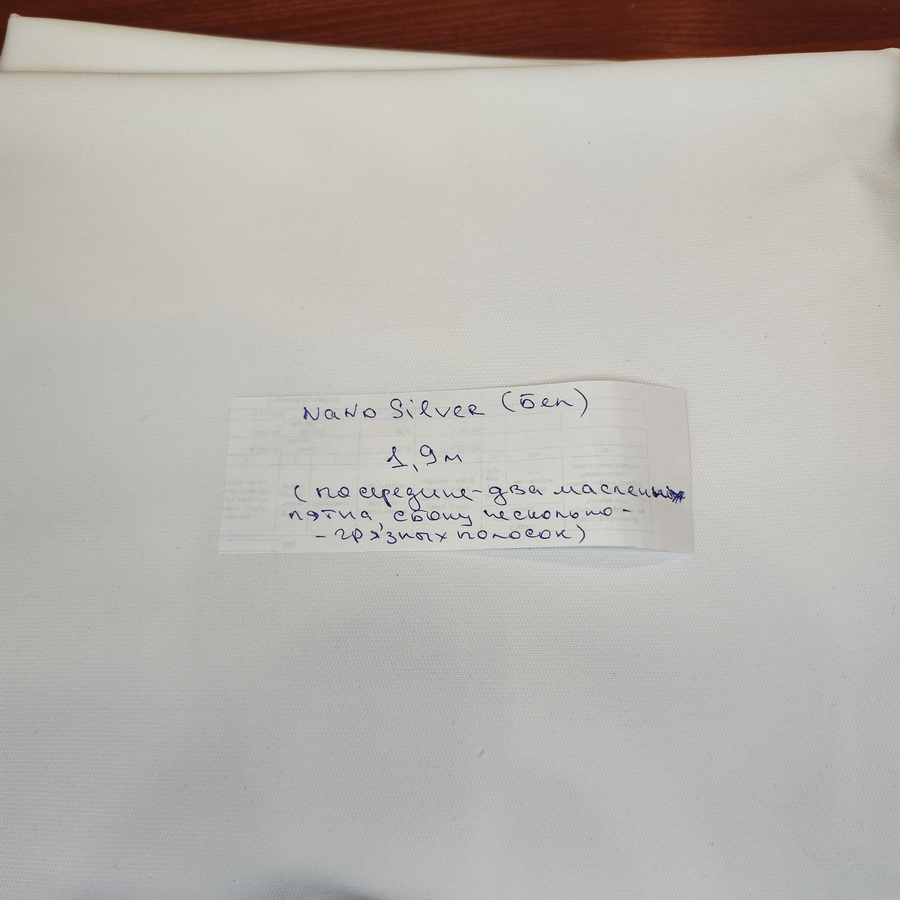 NaNo Silver (Бел)
1,9м
(посередине-два масленых
пятна, сбоку несколько-
-грязных полосок)